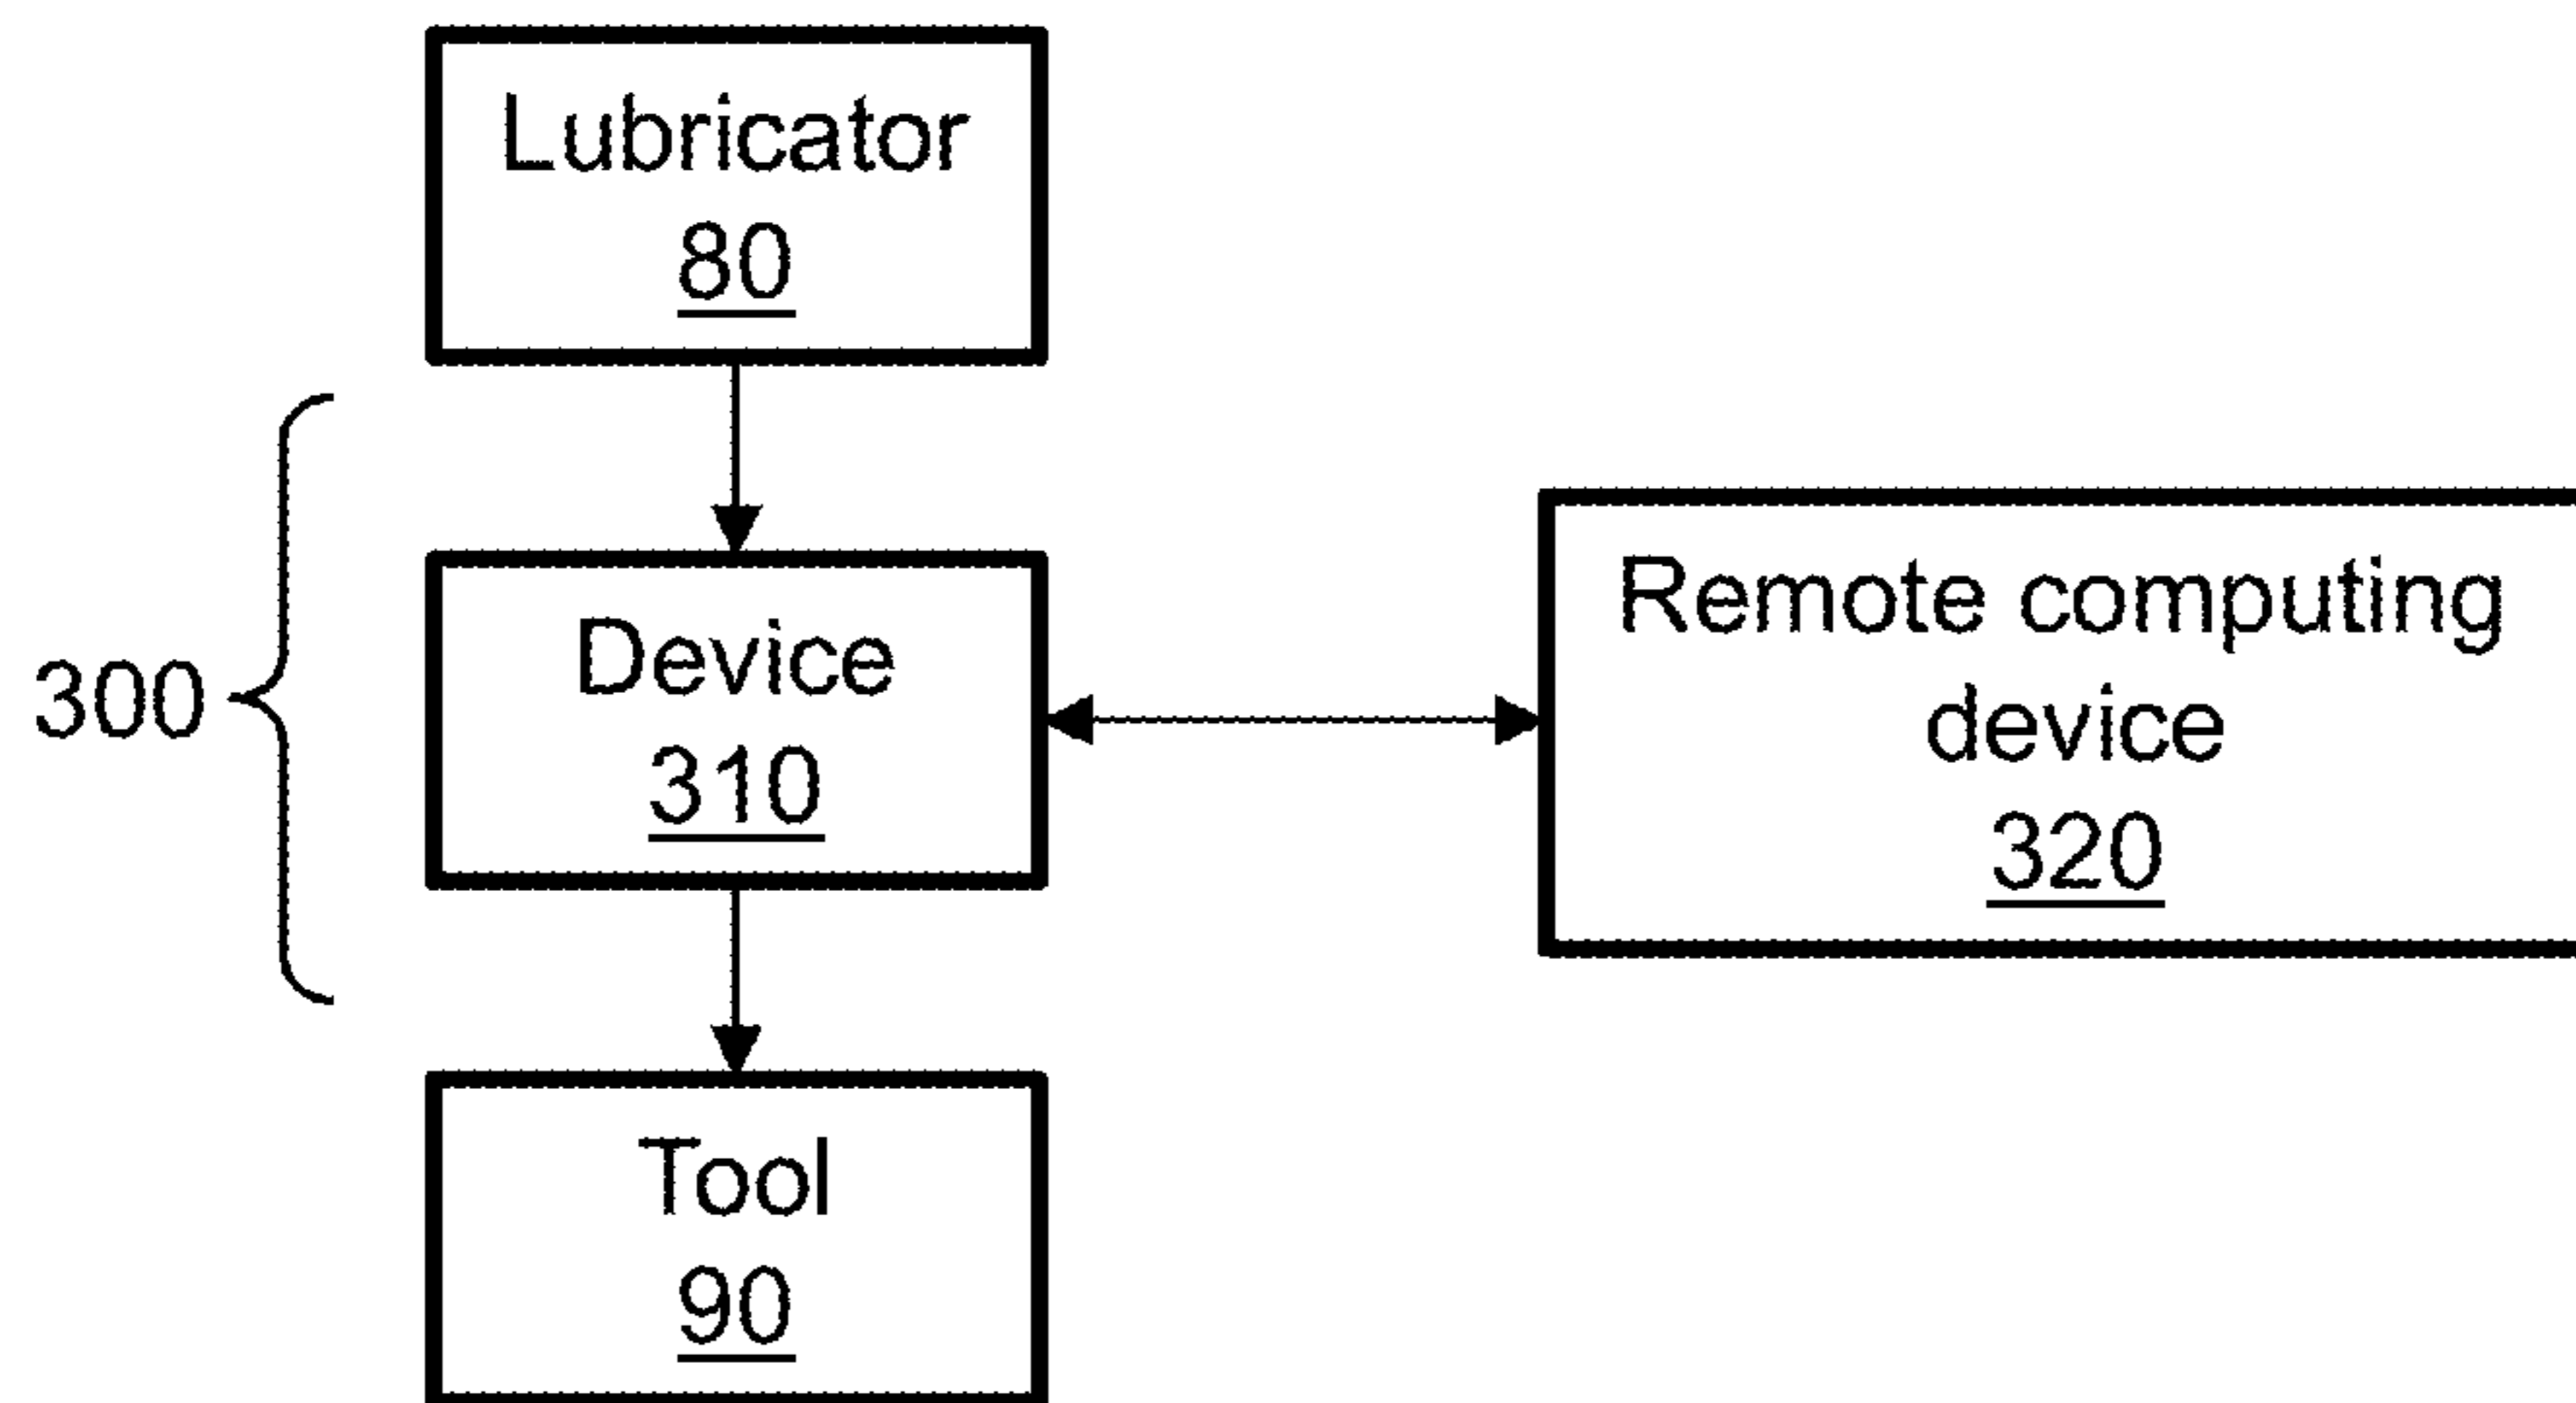 Lubricator
80
300
Device
310
Remote computing
device
320
Tool
90